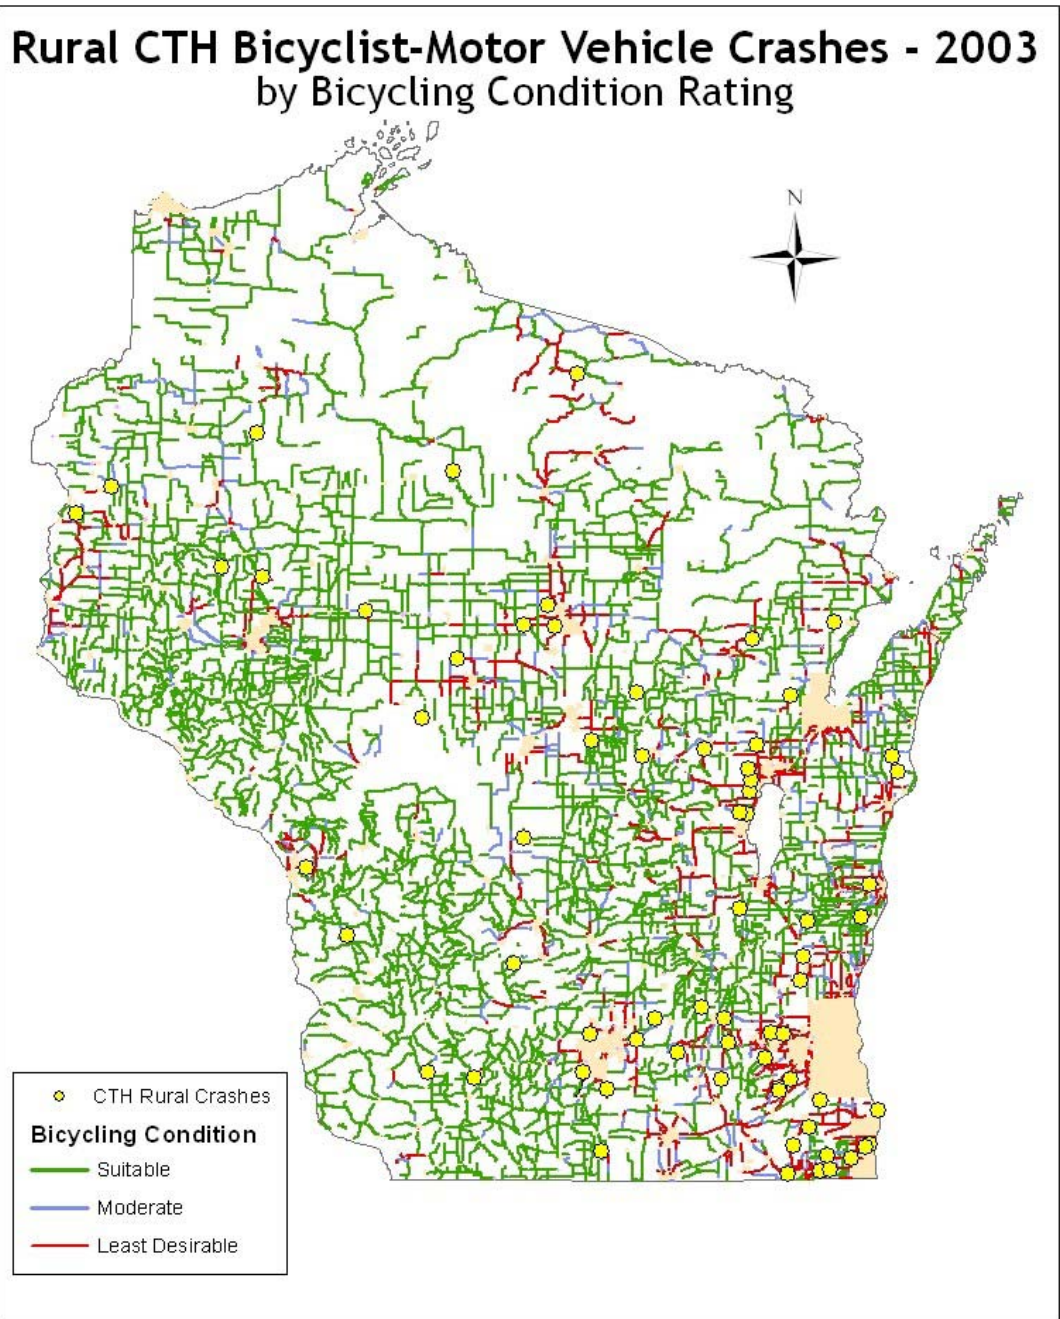 Rural CTH Bicyclist-Motor Vehicle Crashes - 2003
by Bicycling Condition Rating
N
CTH Rural Crashes
Bicycling Condition
Suitable
Moderate
Least Desirable